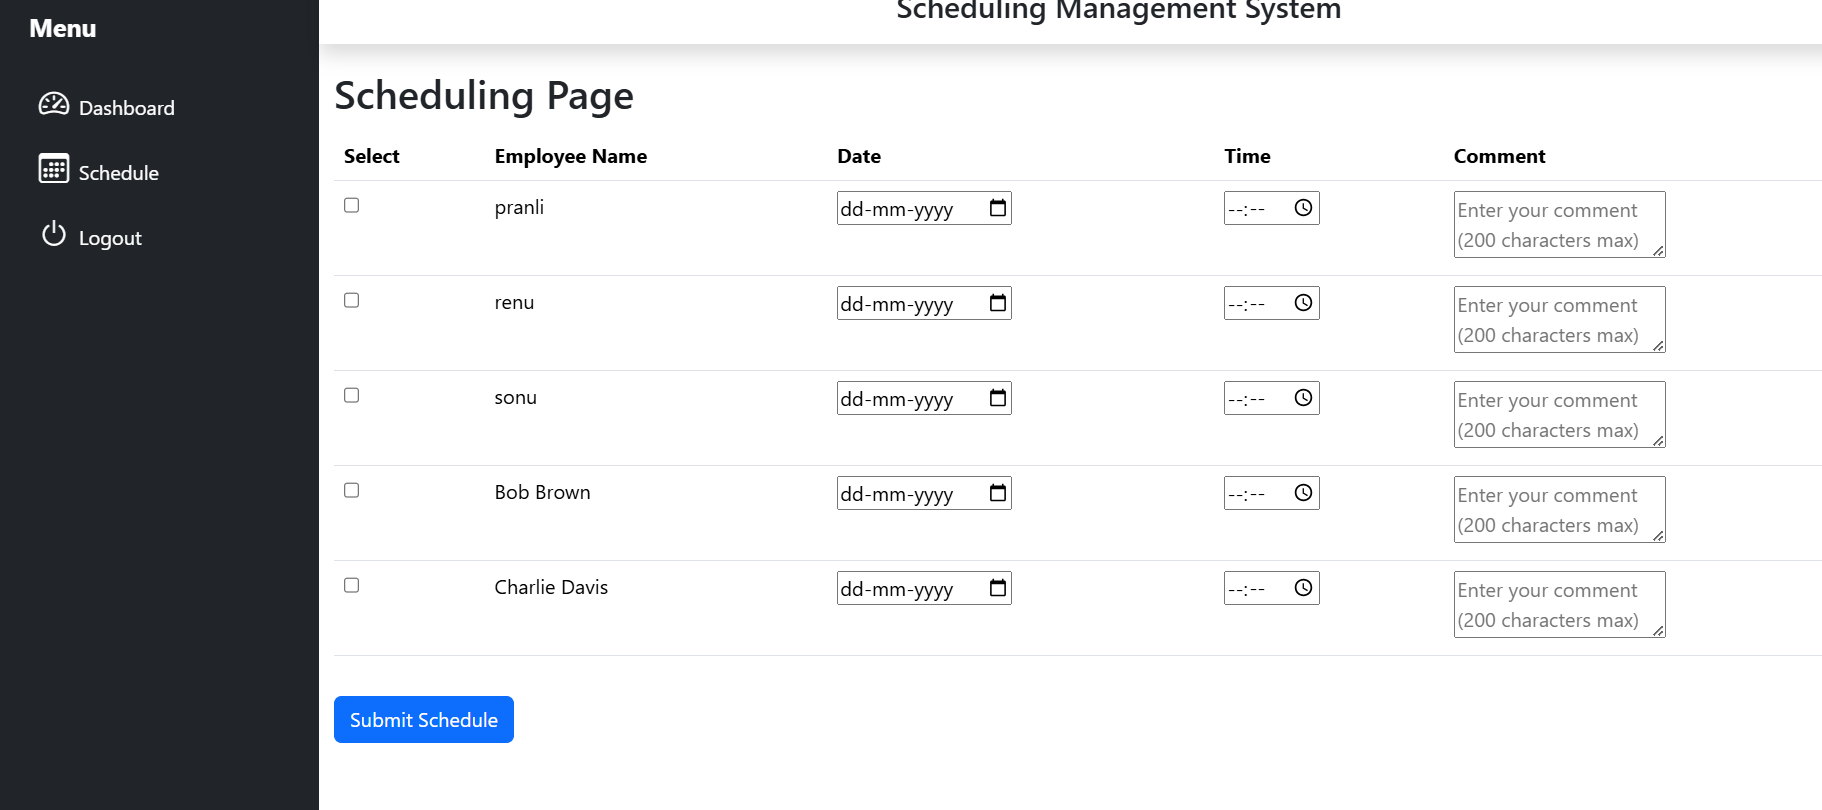 Menu
Dashboard
Schedule
Logout
Scheduling Management System
Scheduling Page
Select Employee Name Date Time Comment
pranli dd-mm-yyyy --:-- Enter your comment
(200 characters max)
renu dd-mm-yyyy --:-- Enter your comment
(200 characters max)
sonu dd-mm-yyyy --:-- Enter your comment
(200 characters max)
Bob Brown dd-mm-yyyy --:-- Enter your comment
(200 characters max)
Charlie Davis dd-mm-yyyy --:-- Enter your comment
(200 characters max)
Submit Schedule